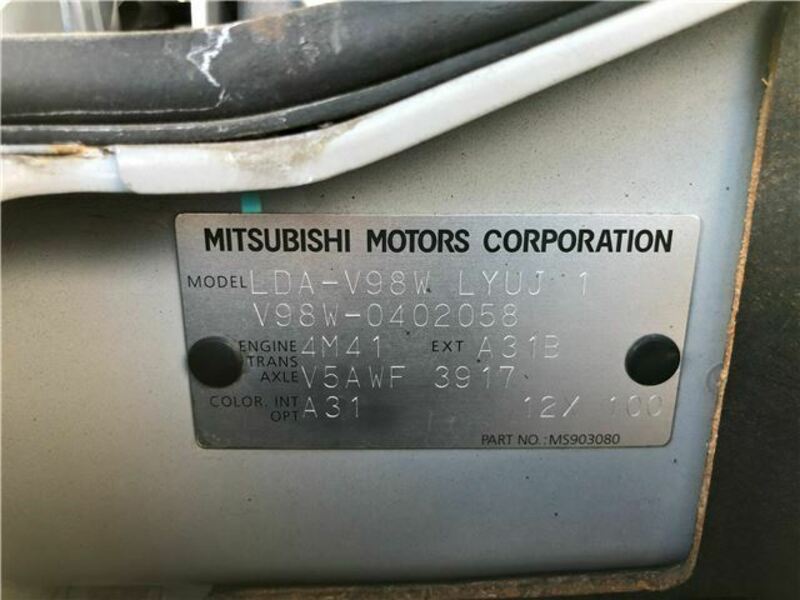 MITSUBISHI MOTORS CORPORATION
MODEL LDA-V98W LYUJ 1
V98W-0402058
ENGINE 4M41 EXT A31B
TRANS
AXLE V5AWF 3917
COLOR, INT A31 12/ 100
OPT
PART NO.: MS903080